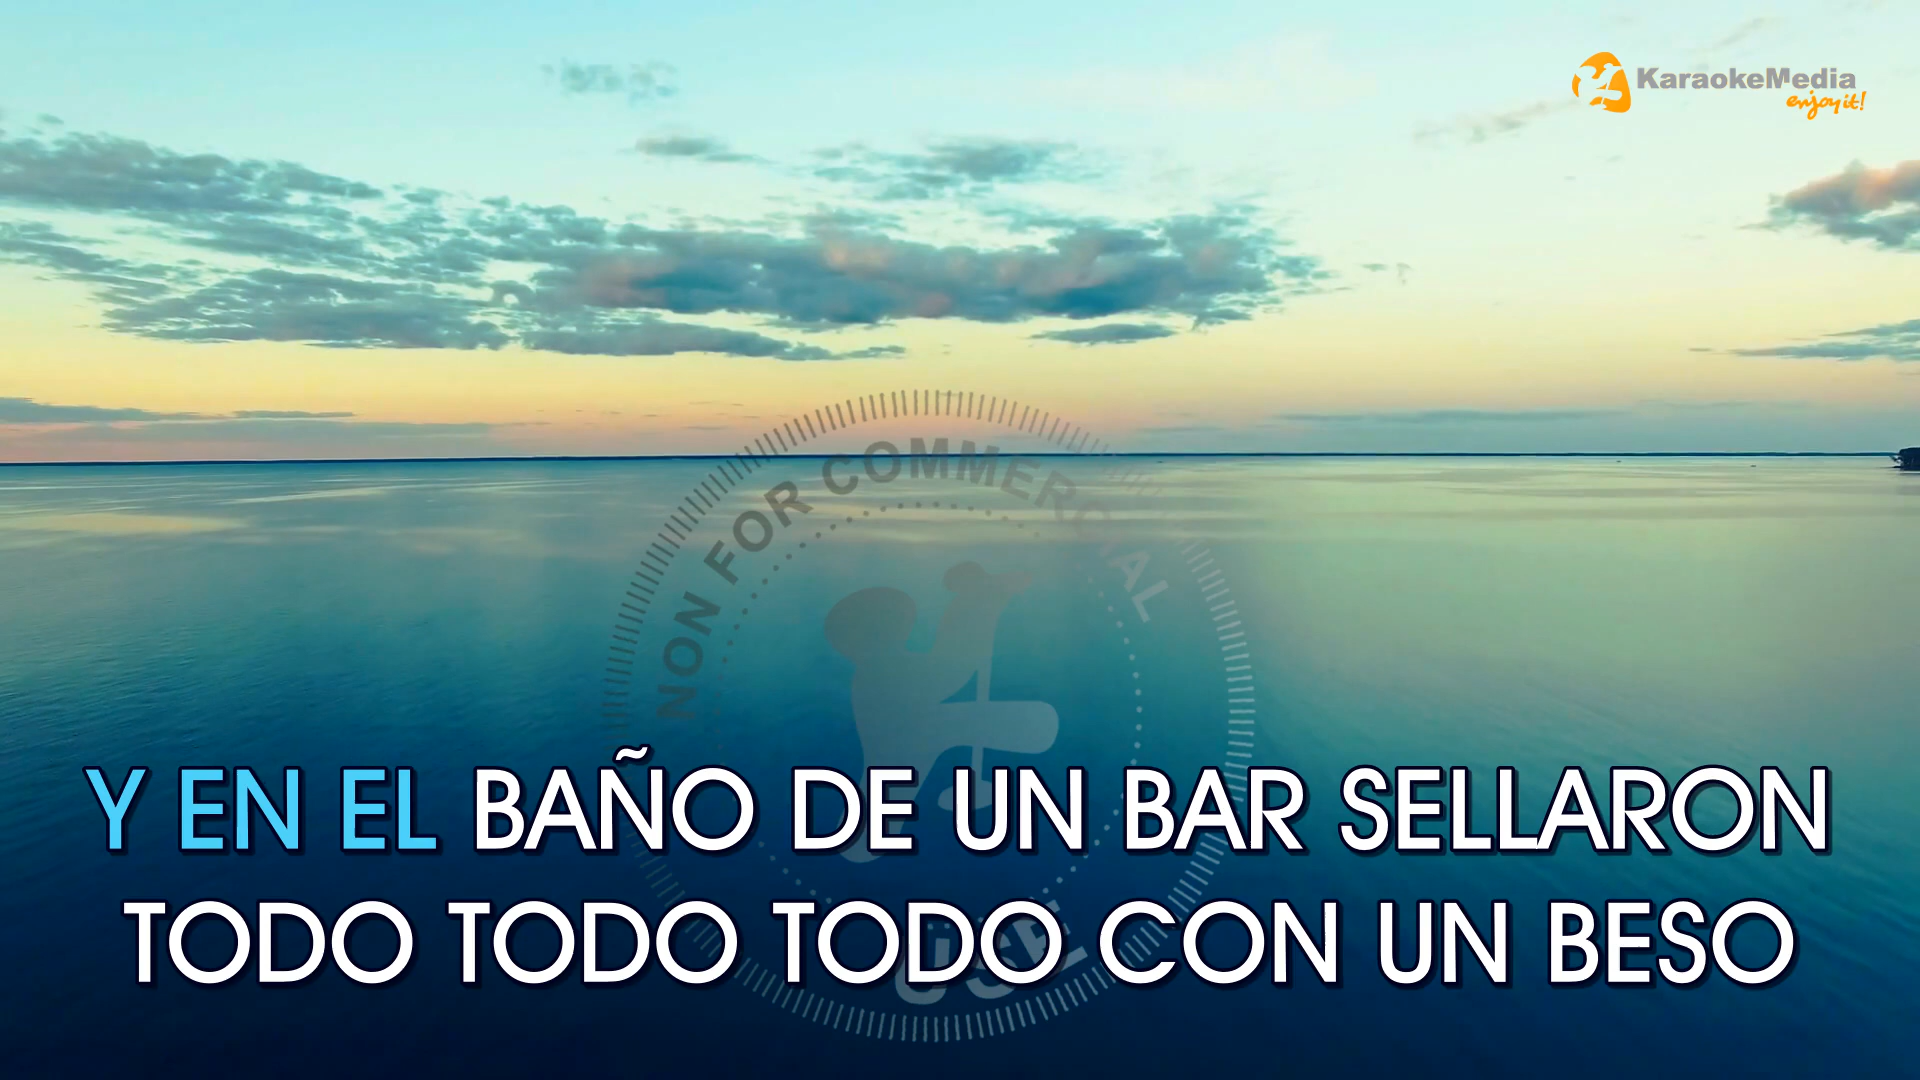 KaraokeMedia
enjoy it!
NON FOR COMMERCIAL
USE
Y EN EL BAÑO DE UN BAR SELLARON
TODO TODO TODO CON UN BESO